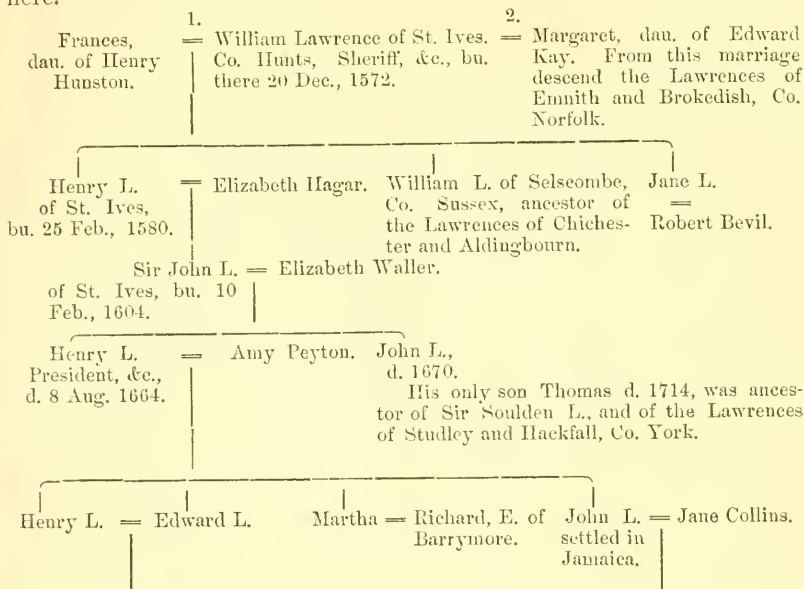 here.
1. 2.
Frances, = William Lawrence of St. Ives. = Margaret, dau. of Edward
dau. of Henry Co. Hunts, Sheriff, &c., bu. Kay. From this marriage
Hunston. there 20 Dec., 1572. descend the Lawrences of
Emnith and Brokedish, Co.
Norfolk.
Henry L. = Elizabeth Hagar. William L. of Selscombe, Jane L.
of St. Ives, Co. Sussex, ancestor of =
bu. 25 Feb., 1580. the Lawrences of Chiches- Robert Bevil.
ter and Aldingbourn.
Sir John L. = Elizabeth Waller.
of St. Ives, bu. 10
Feb., 1604.
Henry L. = Amy Peyton. John L.,
President, &c., d. 1670.
d. 8 Aug. 1664. His only son Thomas d. 1714, was ances-
tor of Sir Soulden L., and of the Lawrences
of Studley and Hackfall, Co. York.
Henry L. = Edward L. Martha = Richard, E. of John L. = Jane Collins.
Barrymore. settled in
Jamaica.